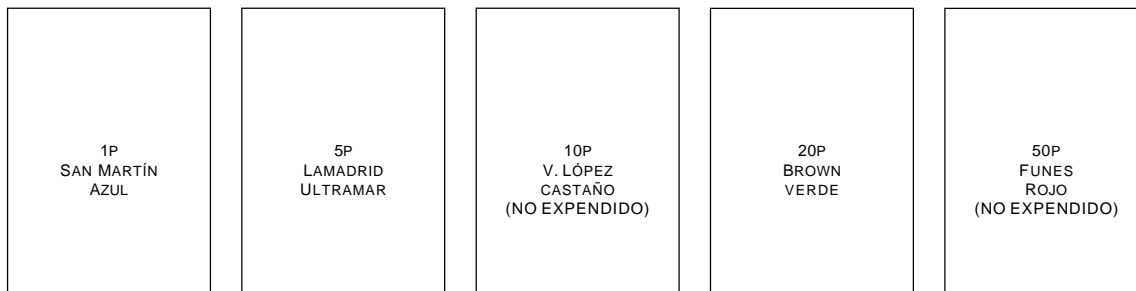 1P
SAN MARTÍN
AZUL
5P
LAMADRID
ULTRAMAR
10P
V. LÓPEZ
CASTAÑO
(NO EXPENDIDO)
20P
BROWN
VERDE
50P
FUNES
ROJO
(NO EXPENDIDO)